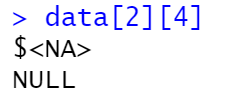 > data[2][4]
$<NA>
NULL